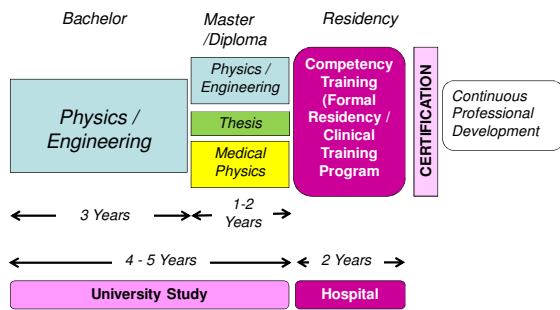 Bachelor
Master
/Diploma
Residency
Physics /
Engineering
Physics /
Engineering
Thesis
Medical
Physics
Competency
Training
(Formal
Residency /
Clinical
Training
Program
CERTIFICATION
Continuous
Professional
Development
3 Years
1-2
Years
4 - 5 Years
2 Years
University Study
Hospital